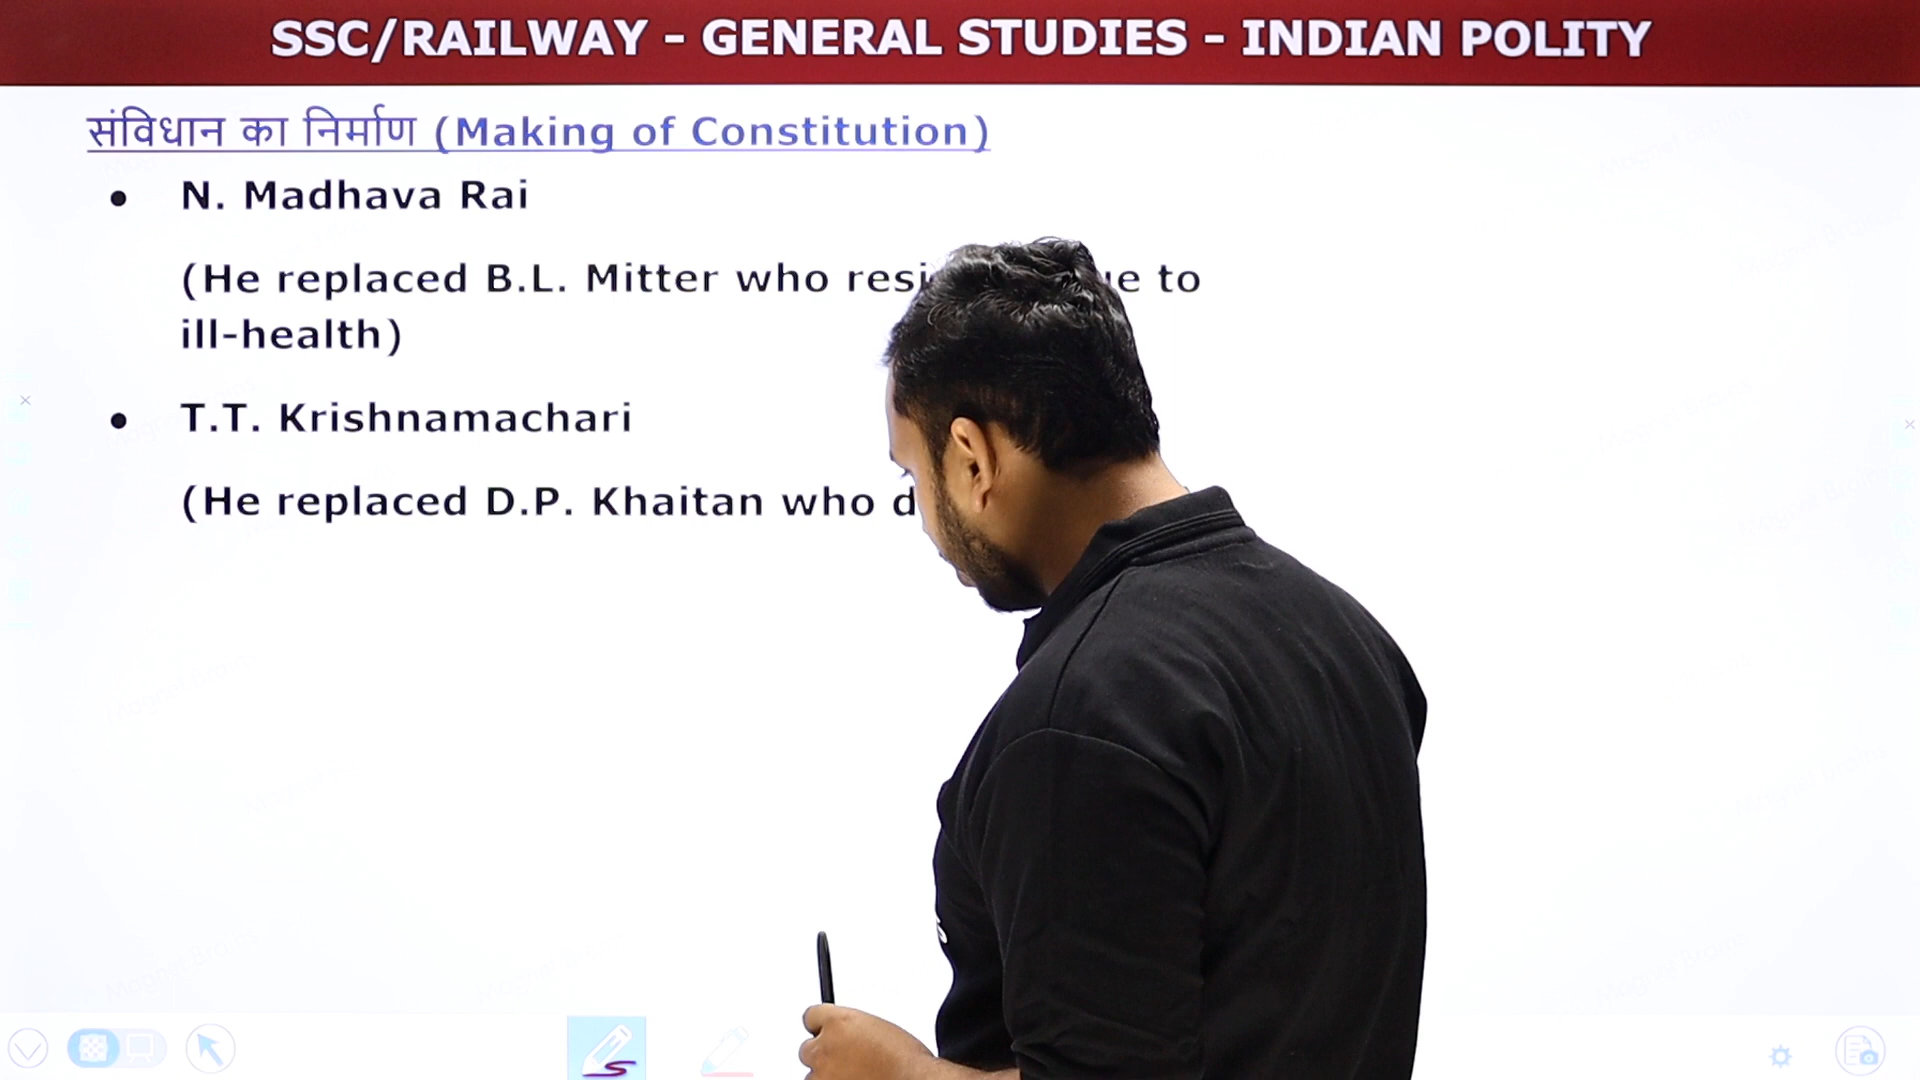 SSC/RAILWAY - GENERAL STUDIES - INDIAN POLITY
संविधान का निर्माण (Making of Constitution)
• N. Madhava Rai
(He replaced B.L. Mitter who to
ill-health)
• T.T. Krishnamachari
(He replaced D.P. Khaitan who